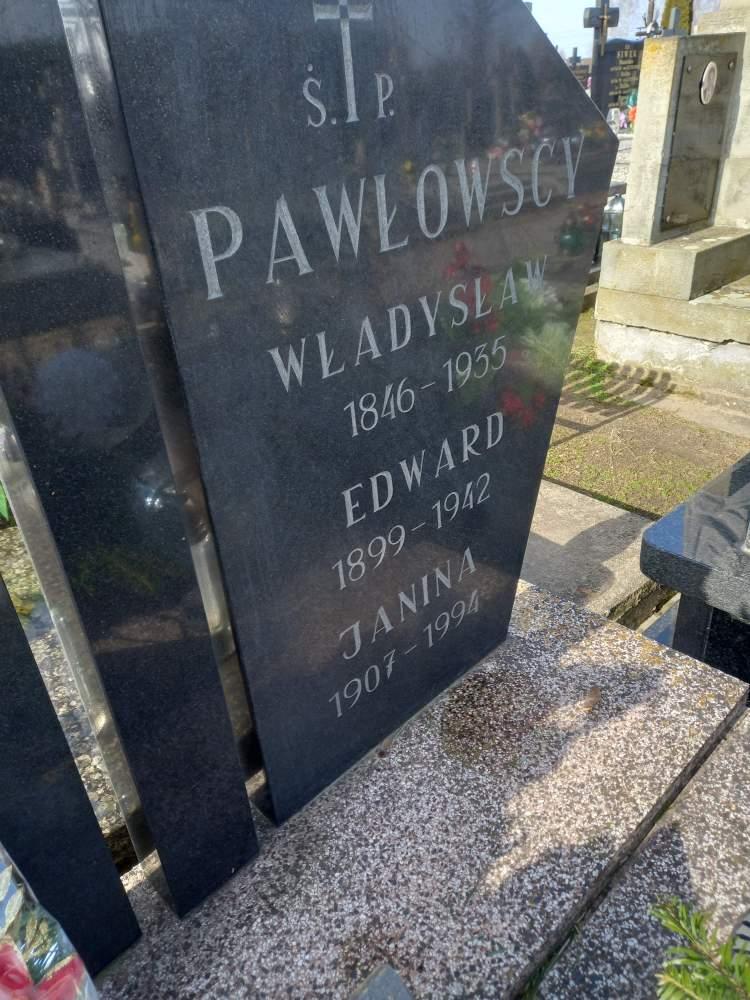 Ś. P.
PAWŁOWSCY
WŁADYSŁAW
1846-1935
EDWARD
1899-1942
JANINA
1907-1994